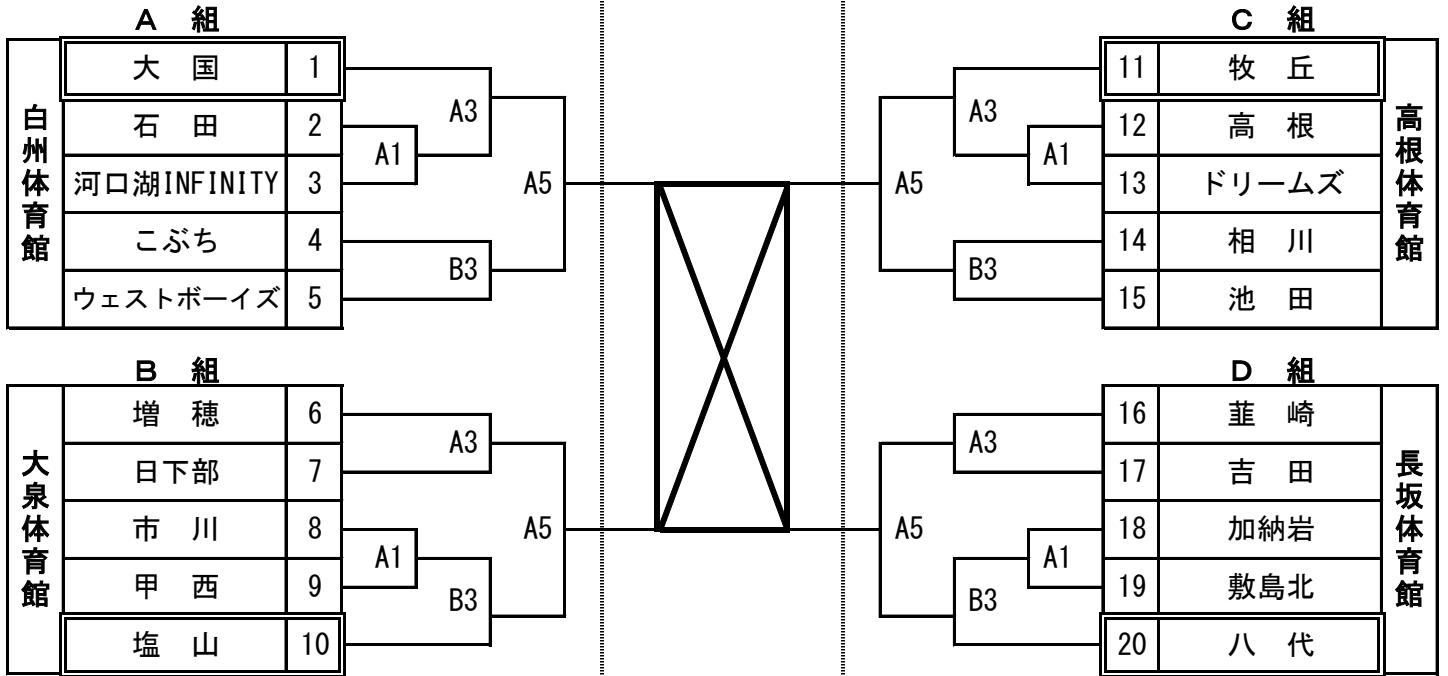 A 組
白州体育館
大国 1
石田 2
河口湖INFINITY 3
こぶち 4
ウェストボーイズ 5
A1
A3
B3
A5
B 組
大泉体育館
増穂 6
日下部 7
市川 8
甲西 9
塩山 10
A3
A1
B3
A5
C 組
高根体育館
11 牧丘
12 高根
13 ドリームズ
14 相川
15 池田
A3
A1
B3
A5
D 組
長坂体育館
16 韮崎
17 吉田
18 加納岩
19 敷島北
20 八代
A3
A1
B3
A5